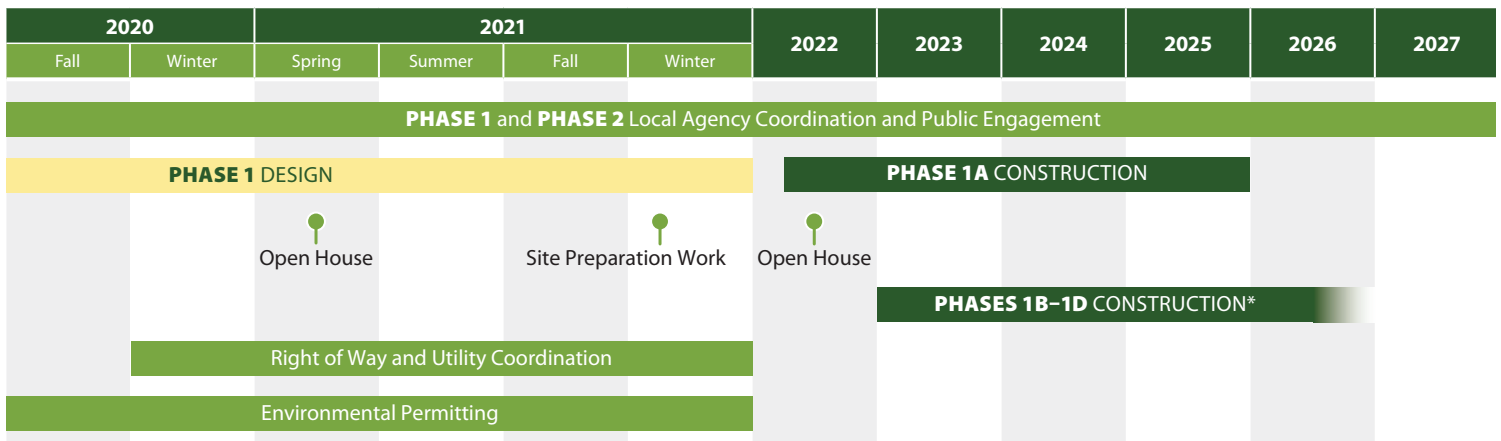 2020
2021
2022
2023
2024
2025
2026
2027
Fall
Winter
Spring
Summer
Fall
Winter
PHASE 1 and PHASE 2 Local Agency Coordination and Public Engagement
PHASE 1 DESIGN
PHASE 1A CONSTRUCTION
Open House
Site Preparation Work
Open House
PHASES 1B–1D CONSTRUCTION*
Right of Way and Utility Coordination
Environmental Permitting